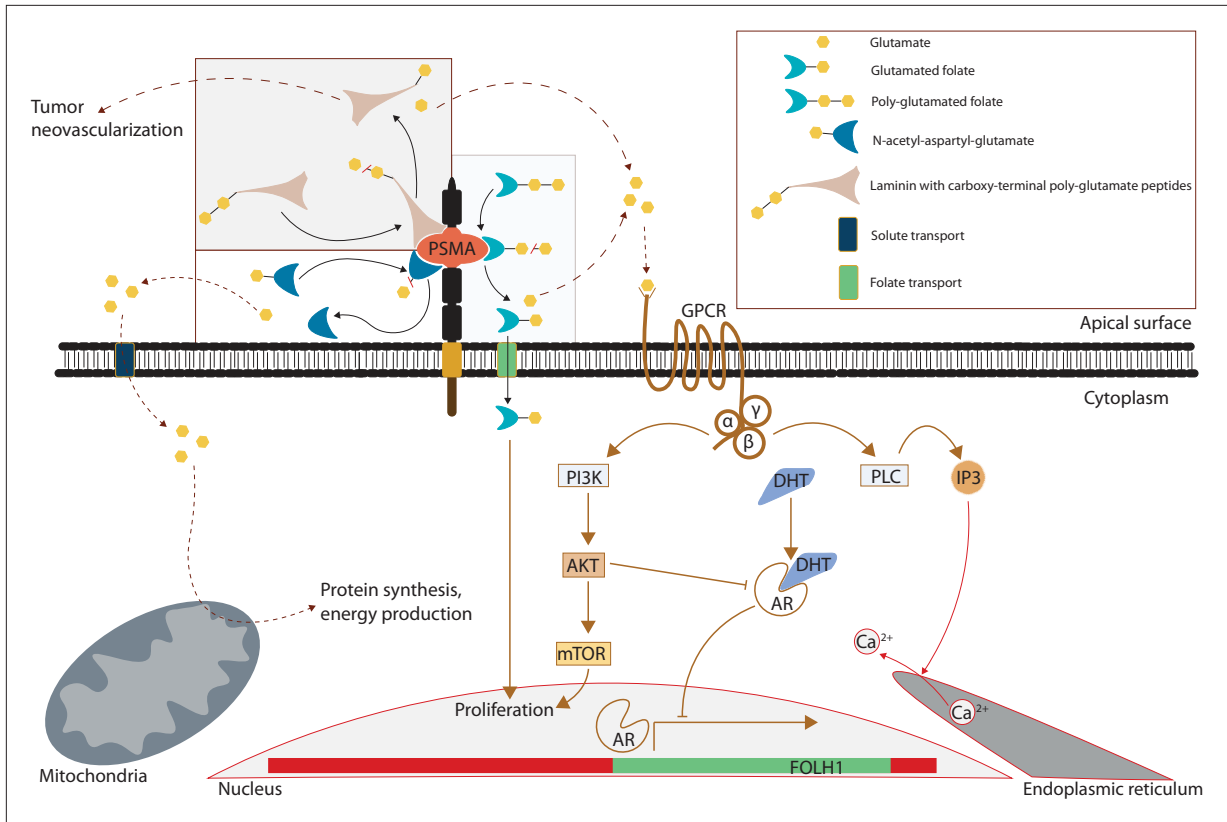 Glutamate
Glutamated folate
Poly-glutamated folate
N-acetyl-aspartyl-glutamate
Laminin with carboxy-terminal poly-glutamate peptides
Solute transport
Folate transport
Tumor
neovascularization
PSMA
GPCR
Apical surface
Cytoplasm
α
γ
β
PI3K
DHT
PLC
IP3
AKT
DHT
AR
Protein synthesis,
energy production
mTOR
Ca2+
Ca2+
Proliferation
AR
FOLH1
Mitochondria
Nucleus
Endoplasmic reticulum